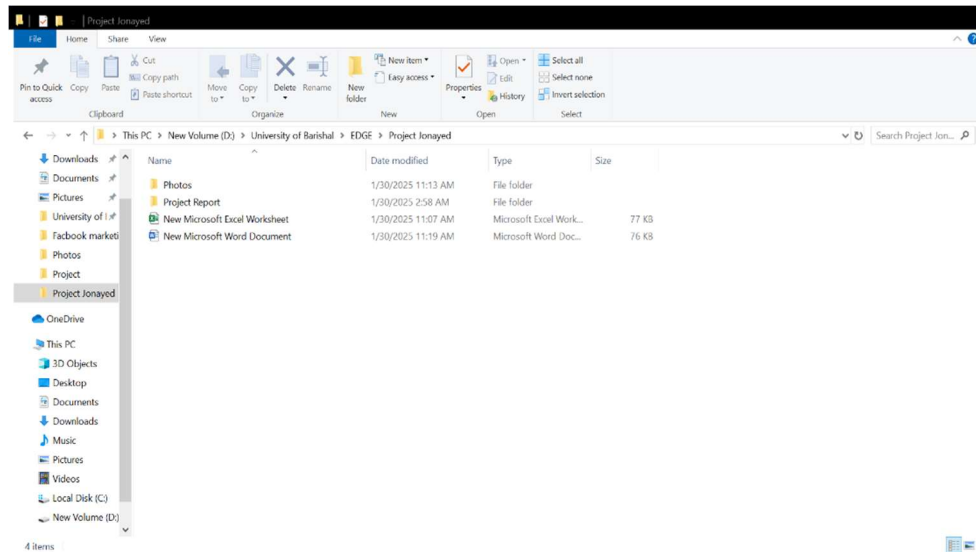 Project Jonayed
File Home Share View
Pin to Quick access Copy Paste Cut Copy path Paste shortcut Move to Copy to Delete Rename New folder New item Easy access Properties Open Edit History Select all Select none Invert selection
Clipboard Organize New Open Select
This PC > New Volume (D:) > University of Barishal > EDGE > Project Jonayed Search Project Jon...
Name Date modified Type Size
Photos 1/30/2025 11:13 AM File folder
Project Report 1/30/2025 2:58 AM File folder
New Microsoft Excel Worksheet 1/30/2025 11:07 AM Microsoft Excel Work... 77 KB
New Microsoft Word Document 1/30/2025 11:19 AM Microsoft Word Doc... 76 KB
Downloads
Documents
Pictures
University of
Facbook marketi
Photos
Project
Project Jonayed
OneDrive
This PC
3D Objects
Desktop
Documents
Downloads
Music
Pictures
Videos
Local Disk (C:)
New Volume (D:)
4 items